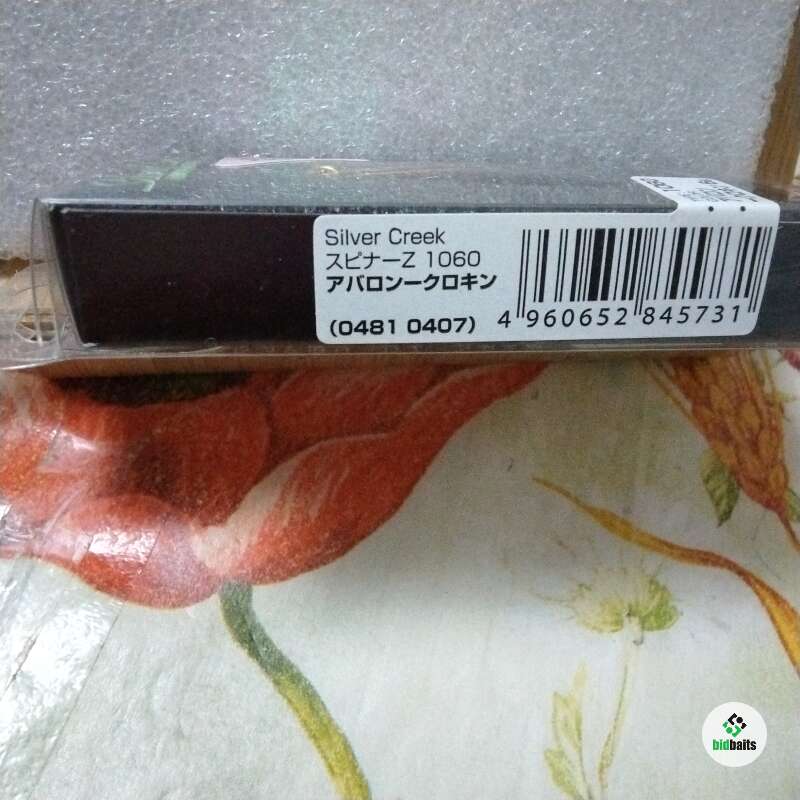 Silver Creek
スピナーZ 1060
アバロンークロキン
(0481 0407)
4 960652 845731
bidbaits